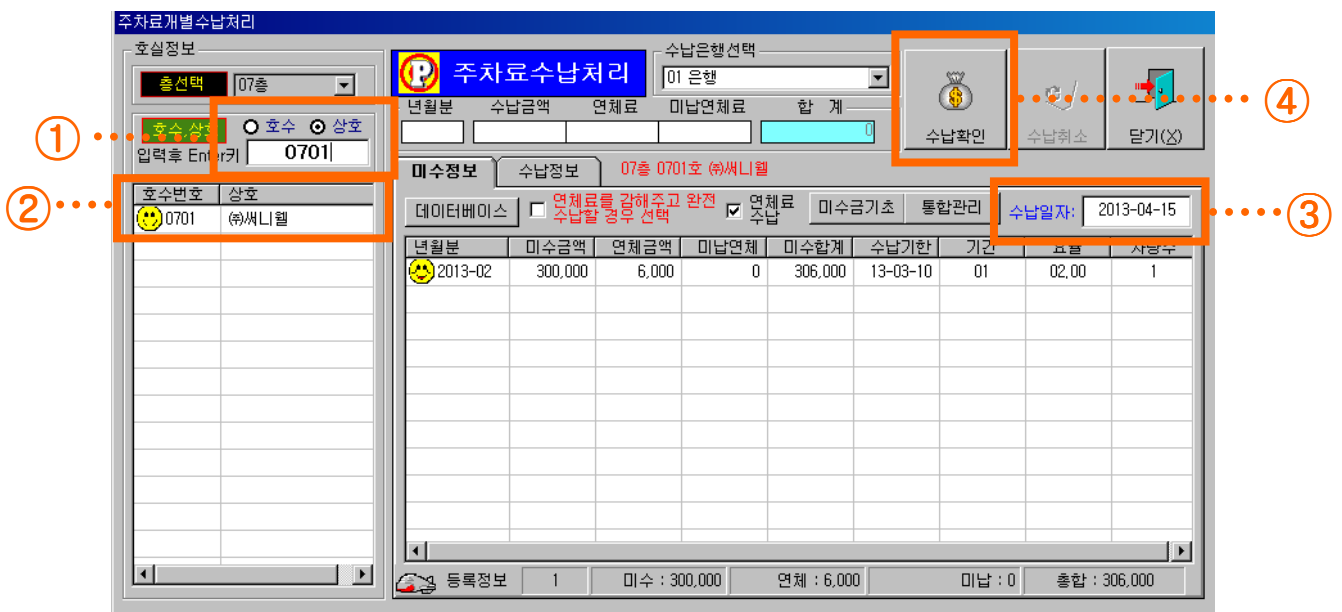 주차료개별수납처리
호실정보
층선택 07층
호수,상호 호수 상호
입력후 Enter키 0701
호수번호 상호
0701 ㈜써니웰
주차료수납처리
수납은행선택
01 은행
년월분 수납금액 연체료 미납연체료 합 계
0
수납확인 수납취소 닫기(X)
미수정보 수납정보 07층 0701호 ㈜써니웰
데이터베이스 연체료를 감해주고 완전 수납할 경우 선택 연체료 수납 미수금기초 통합관리 수납일자: 2013-04-15
년월분 미수금액 연체금액 미납연체 미수합계 수납기한 기간 요율 차량수
2013-02 300,000 6,000 0 306,000 13-03-10 01 02,00 1
등록정보 1 미수 : 300,000 연체 : 6,000 미납 : 0 총합 : 306,000
①
②
③
④